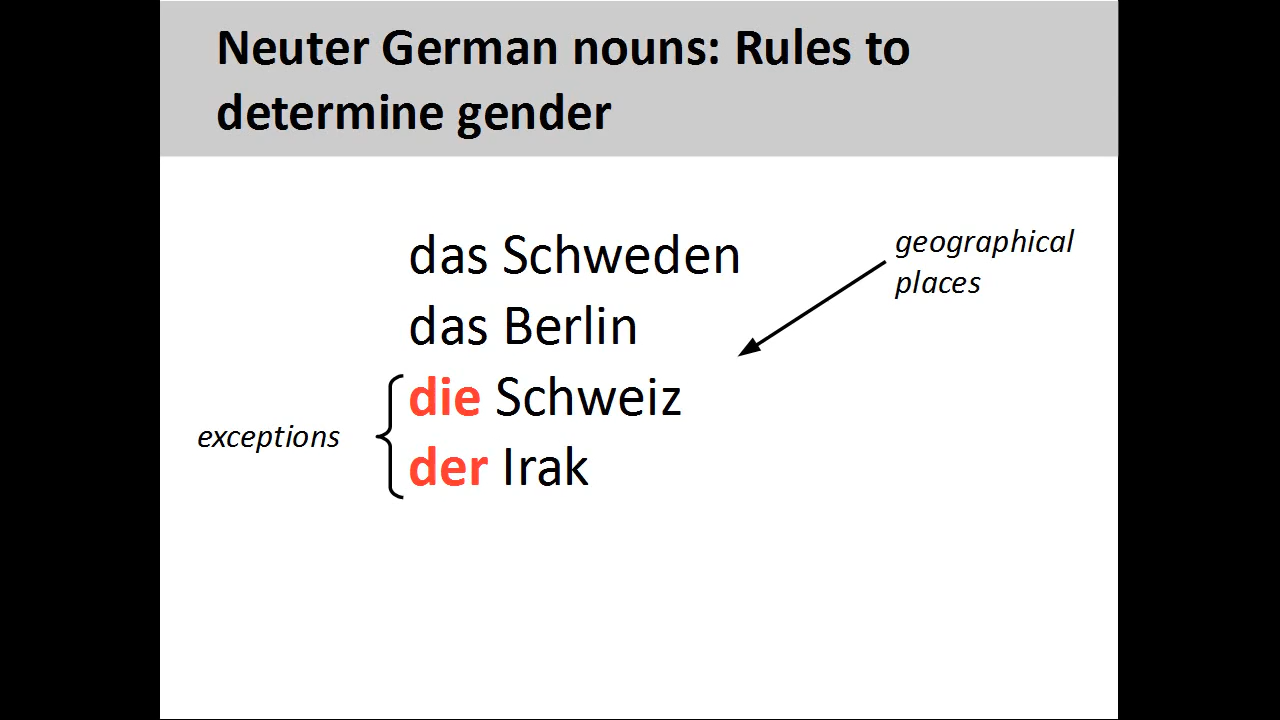 Neuter German nouns: Rules to
determine gender
das Schweden
geographical
places
das Berlin
die Schweiz
exceptions
der Irak